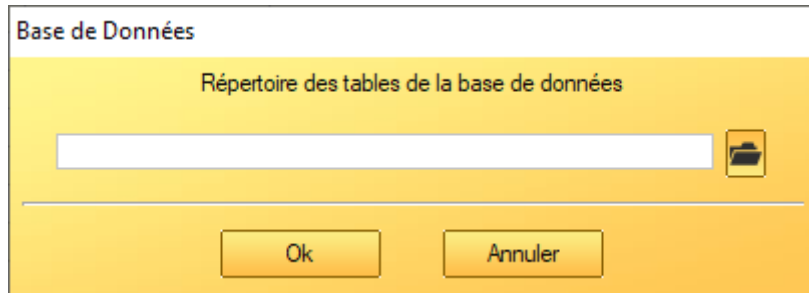 Base de Données
Répertoire des tables de la base de données
Ok
Annuler